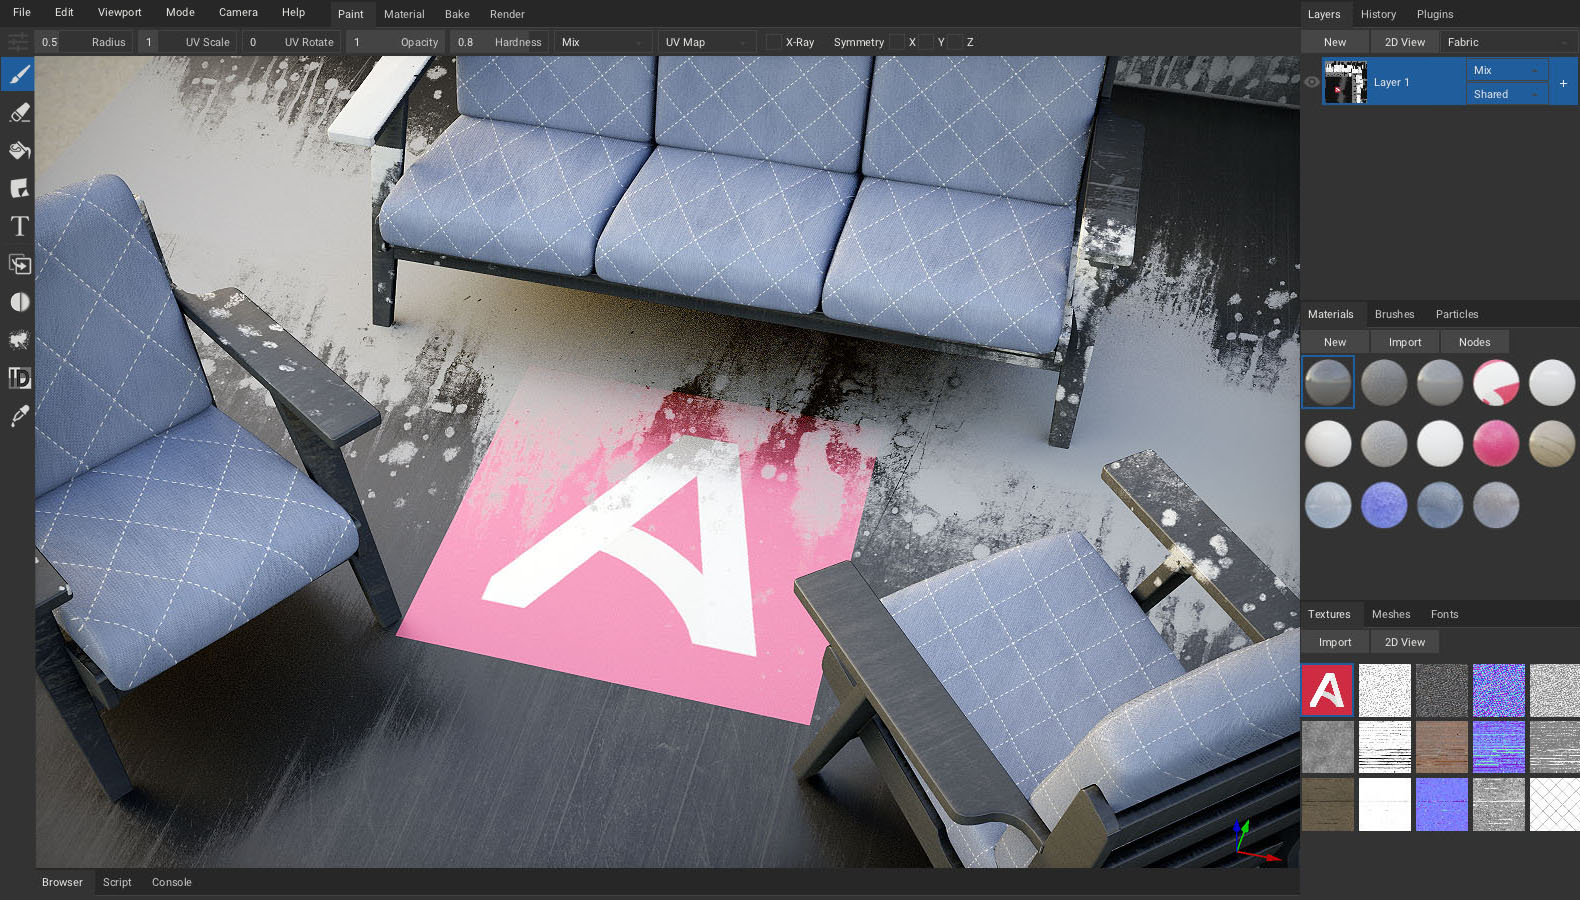 File Edit Viewport Mode Camera Help Paint Material Bake Render
0.5 Radius 1 UV Scale 0 UV Rotate 1 Opacity 0.8 Hardness Mix UV Map X-Ray Symmetry X Y Z
T
ID
A
Browser Script Console
Layers History Plugins
New 2D View Fabric
Layer 1 Mix +
Shared
Materials Brushes Particles
New Import Nodes
Textures Meshes Fonts
Import 2D View
A